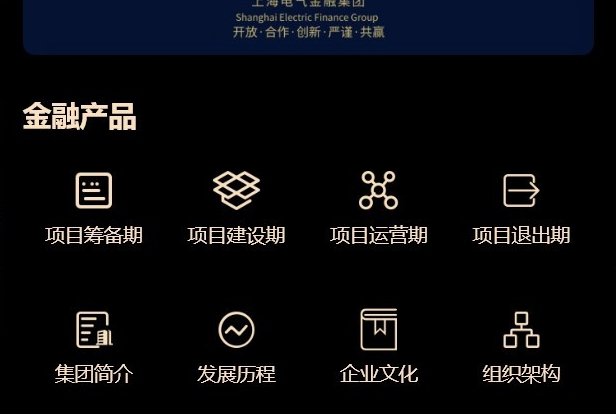 上海电气金融集团
Shanghai Electric Finance Group
开放·合作·创新·严谨·共赢
金融产品
项目筹备期 项目建设期 项目运营期 项目退出期
集团简介 发展历程 企业文化 组织架构